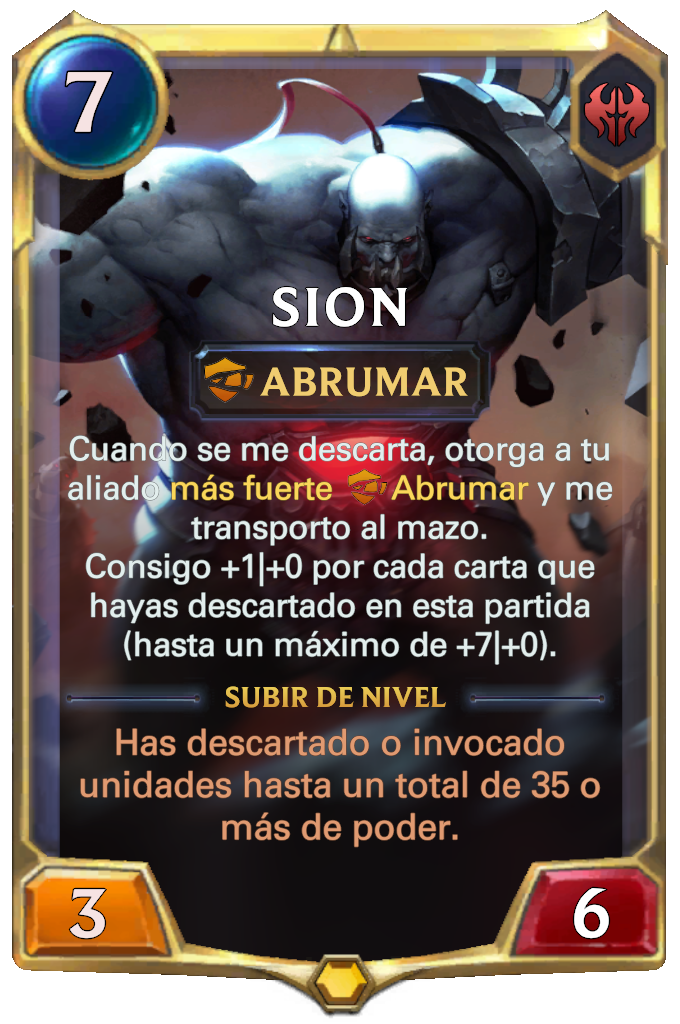 7
SION
ABRUMAR
Cuando se me descarta, otorga a tu
aliado más fuerte Abrumar y me
transporto al mazo.
Consigo +1|+0 por cada carta que
hayas descartado en esta partida
(hasta un máximo de +7|+0).
SUBIR DE NIVEL
Has descartado o invocado
unidades hasta un total de 35 o
más de poder.
3
6